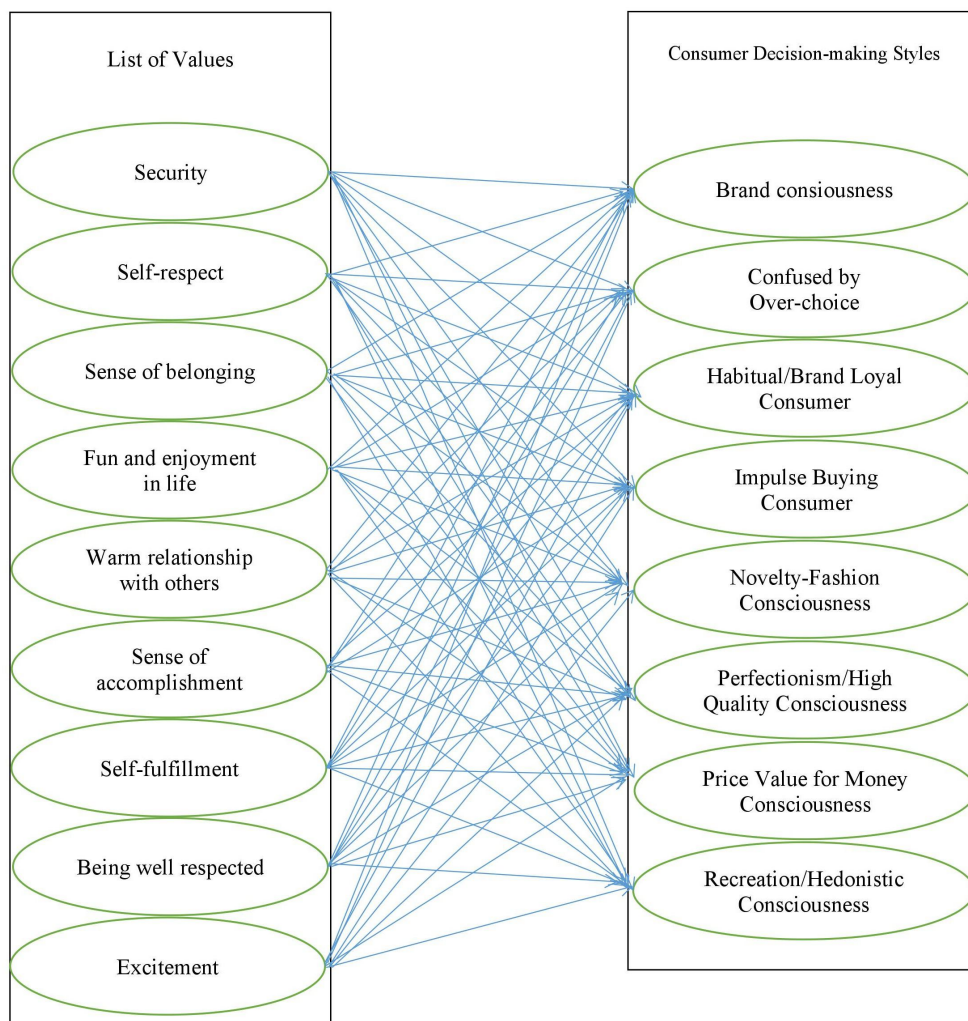 List of Values
Security
Self-respect
Sense of belonging
Fun and enjoyment
in life
Warm relationship
with others
Sense of
accomplishment
Self-fulfillment
Being well respected
Excitement
Consumer Decision-making Styles
Brand consiousness
Confused by
Over-choice
Habitual/Brand Loyal
Consumer
Impulse Buying
Consumer
Novelty-Fashion
Consciousness
Perfectionism/High
Quality Consciousness
Price Value for Money
Consciousness
Recreation/Hedonistic
Consciousness